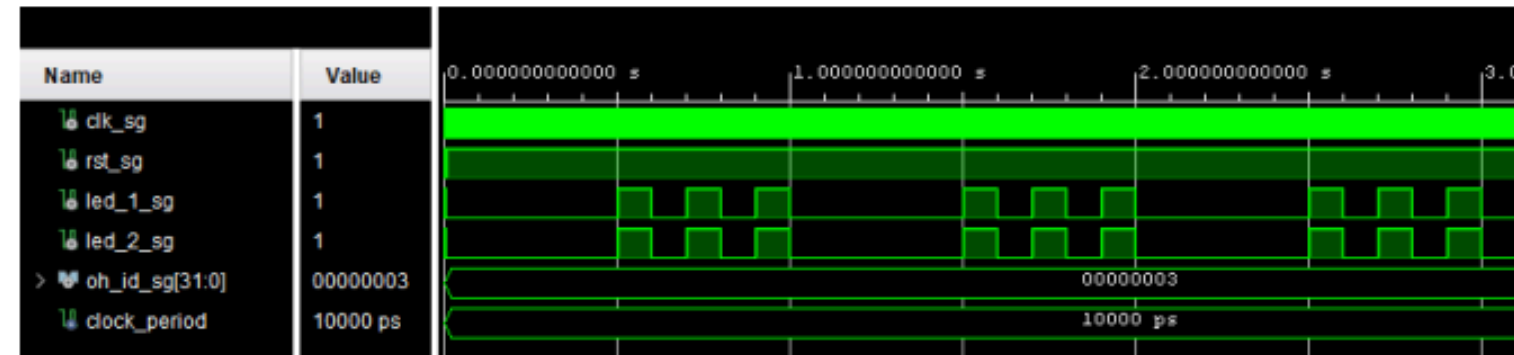 Name Value 0.000000000000 s 1.000000000000 s 2.000000000000 s 3.0
clk_sg 1
rst_sg 1
led_1_sg 1
led_2_sg 1
> oh_id_sg[31:0] 00000003 00000003
clock_period 10000 ps 10000 ps